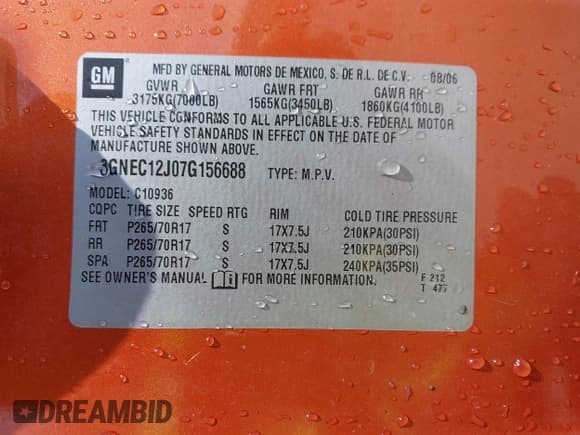 GM
MFD BY GENERAL MOTORS DE MEXICO, S. DE R.L. DE C.V. 08/06
GVWR GAWR FRT GAWR RR
3175KG(7000LB) 1565KG(3450LB) 1860KG(4100LB)
THIS VEHICLE CONFORMS TO ALL APPLICABLE U.S. FEDERAL MOTOR
VEHICLE SAFETY STANDARDS IN EFFECT ON THE DATE OF
MANUFACTURE SHOWN ABOVE.
3GNEC12J07G156688 TYPE: M.P.V.
MODEL: C10936
CQPC TIRE SIZE SPEED RTG RIM COLD TIRE PRESSURE
FRT P265/70R17 S 17X7.5J 210KPA(30PSI)
RR P265/70R17 S 17X7.5J 210KPA(30PSI)
SPA P265/70R17 S 17X7.5J 240KPA(35PSI)
SEE OWNER'S MANUAL FOR MORE INFORMATION.
F 212
T 477
DREAMBID